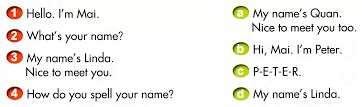 1 Hello. I'm Mai.
2 What's your name?
3 My name's Linda.
Nice to meet you.
4 How do you spell your name?
a My name's Quan.
Nice to meet you too.
b Hi, Mai. I'm Peter.
c P-E-T-E-R.
d My name's Linda.